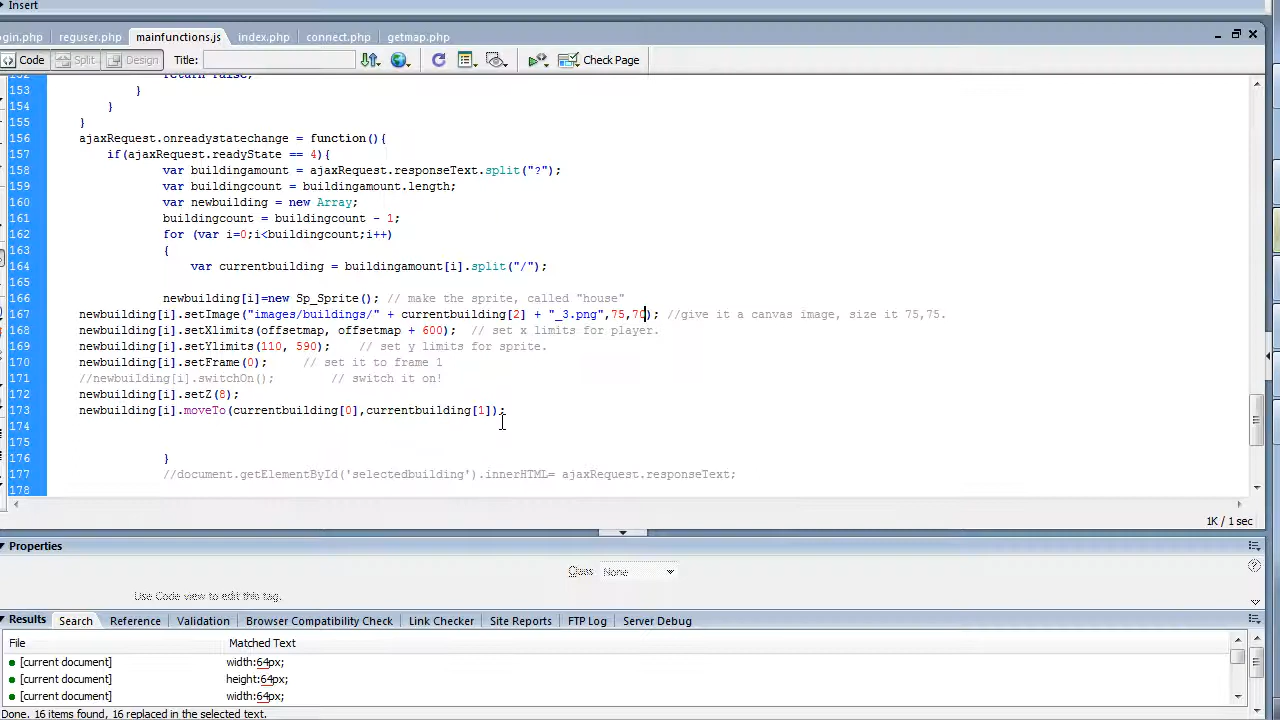 Insert
ogin.php reguser.php mainfunctions.js index.php connect.php getmap.php
Code Split Design Title: Check Page
152 return false;
153 }
154 }
155 }
156 ajaxRequest.onreadystatechange = function(){
157 if(ajaxRequest.readyState == 4){
158 var buildingamount = ajaxRequest.responseText.split("?");
159 var buildingcount = buildingamount.length;
160 var newbuilding = new Array;
161 buildingcount = buildingcount - 1;
162 for (var i=0;i<buildingcount;i++)
163 {
164 var currentbuilding = buildingamount[i].split("/");
165
166 newbuilding[i]=new Sp_Sprite(); // make the sprite, called "house"
167 newbuilding[i].setImage("images/buildings/" + currentbuilding[2] + "_3.png",75,70); //give it a canvas image, size it 75,75.
168 newbuilding[i].setXlimits(offsetmap, offsetmap + 600); // set x limits for player.
169 newbuilding[i].setYlimits(110, 590); // set y limits for sprite.
170 newbuilding[i].setFrame(0); // set it to frame 1
171 //newbuilding[i].switchOn(); // switch it on!
172 newbuilding[i].setZ(8);
173 newbuilding[i].moveTo(currentbuilding[0],currentbuilding[1]);
174
175
176 }
177 //document.getElementById('selectedbuilding').innerHTML= ajaxRequest.responseText;
178
1K / 1 sec
Properties
Class None
Use Code view to edit this tag.
Results Search Reference Validation Browser Compatibility Check Link Checker Site Reports FTP Log Server Debug
File Matched Text
[current document] width:64px;
[current document] height:64px;
[current document] width:64px;
Done. 16 items found, 16 replaced in the selected text.